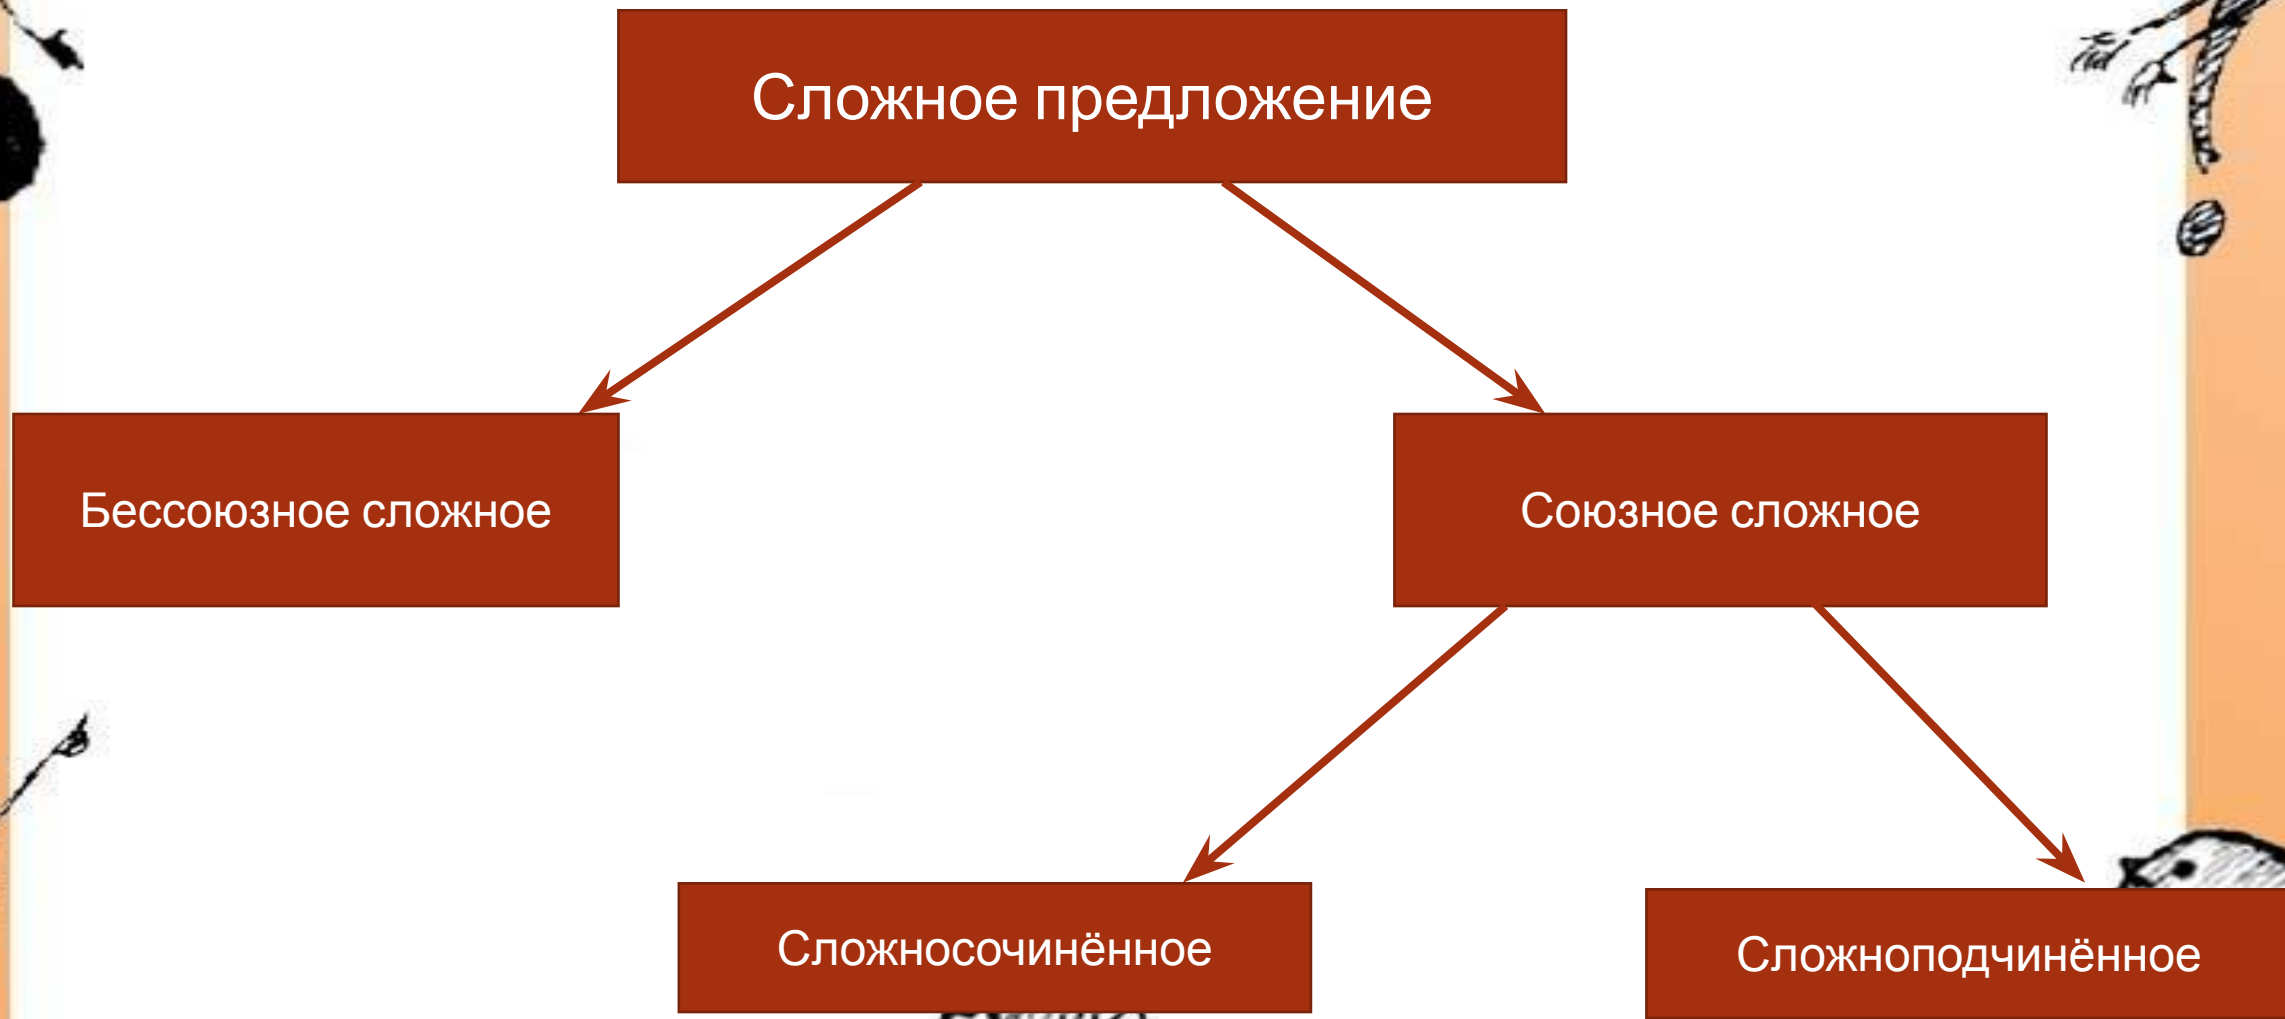 Сложное предложение
Бессоюзное сложное
Союзное сложное
Сложносочинённое
Сложноподчинённое